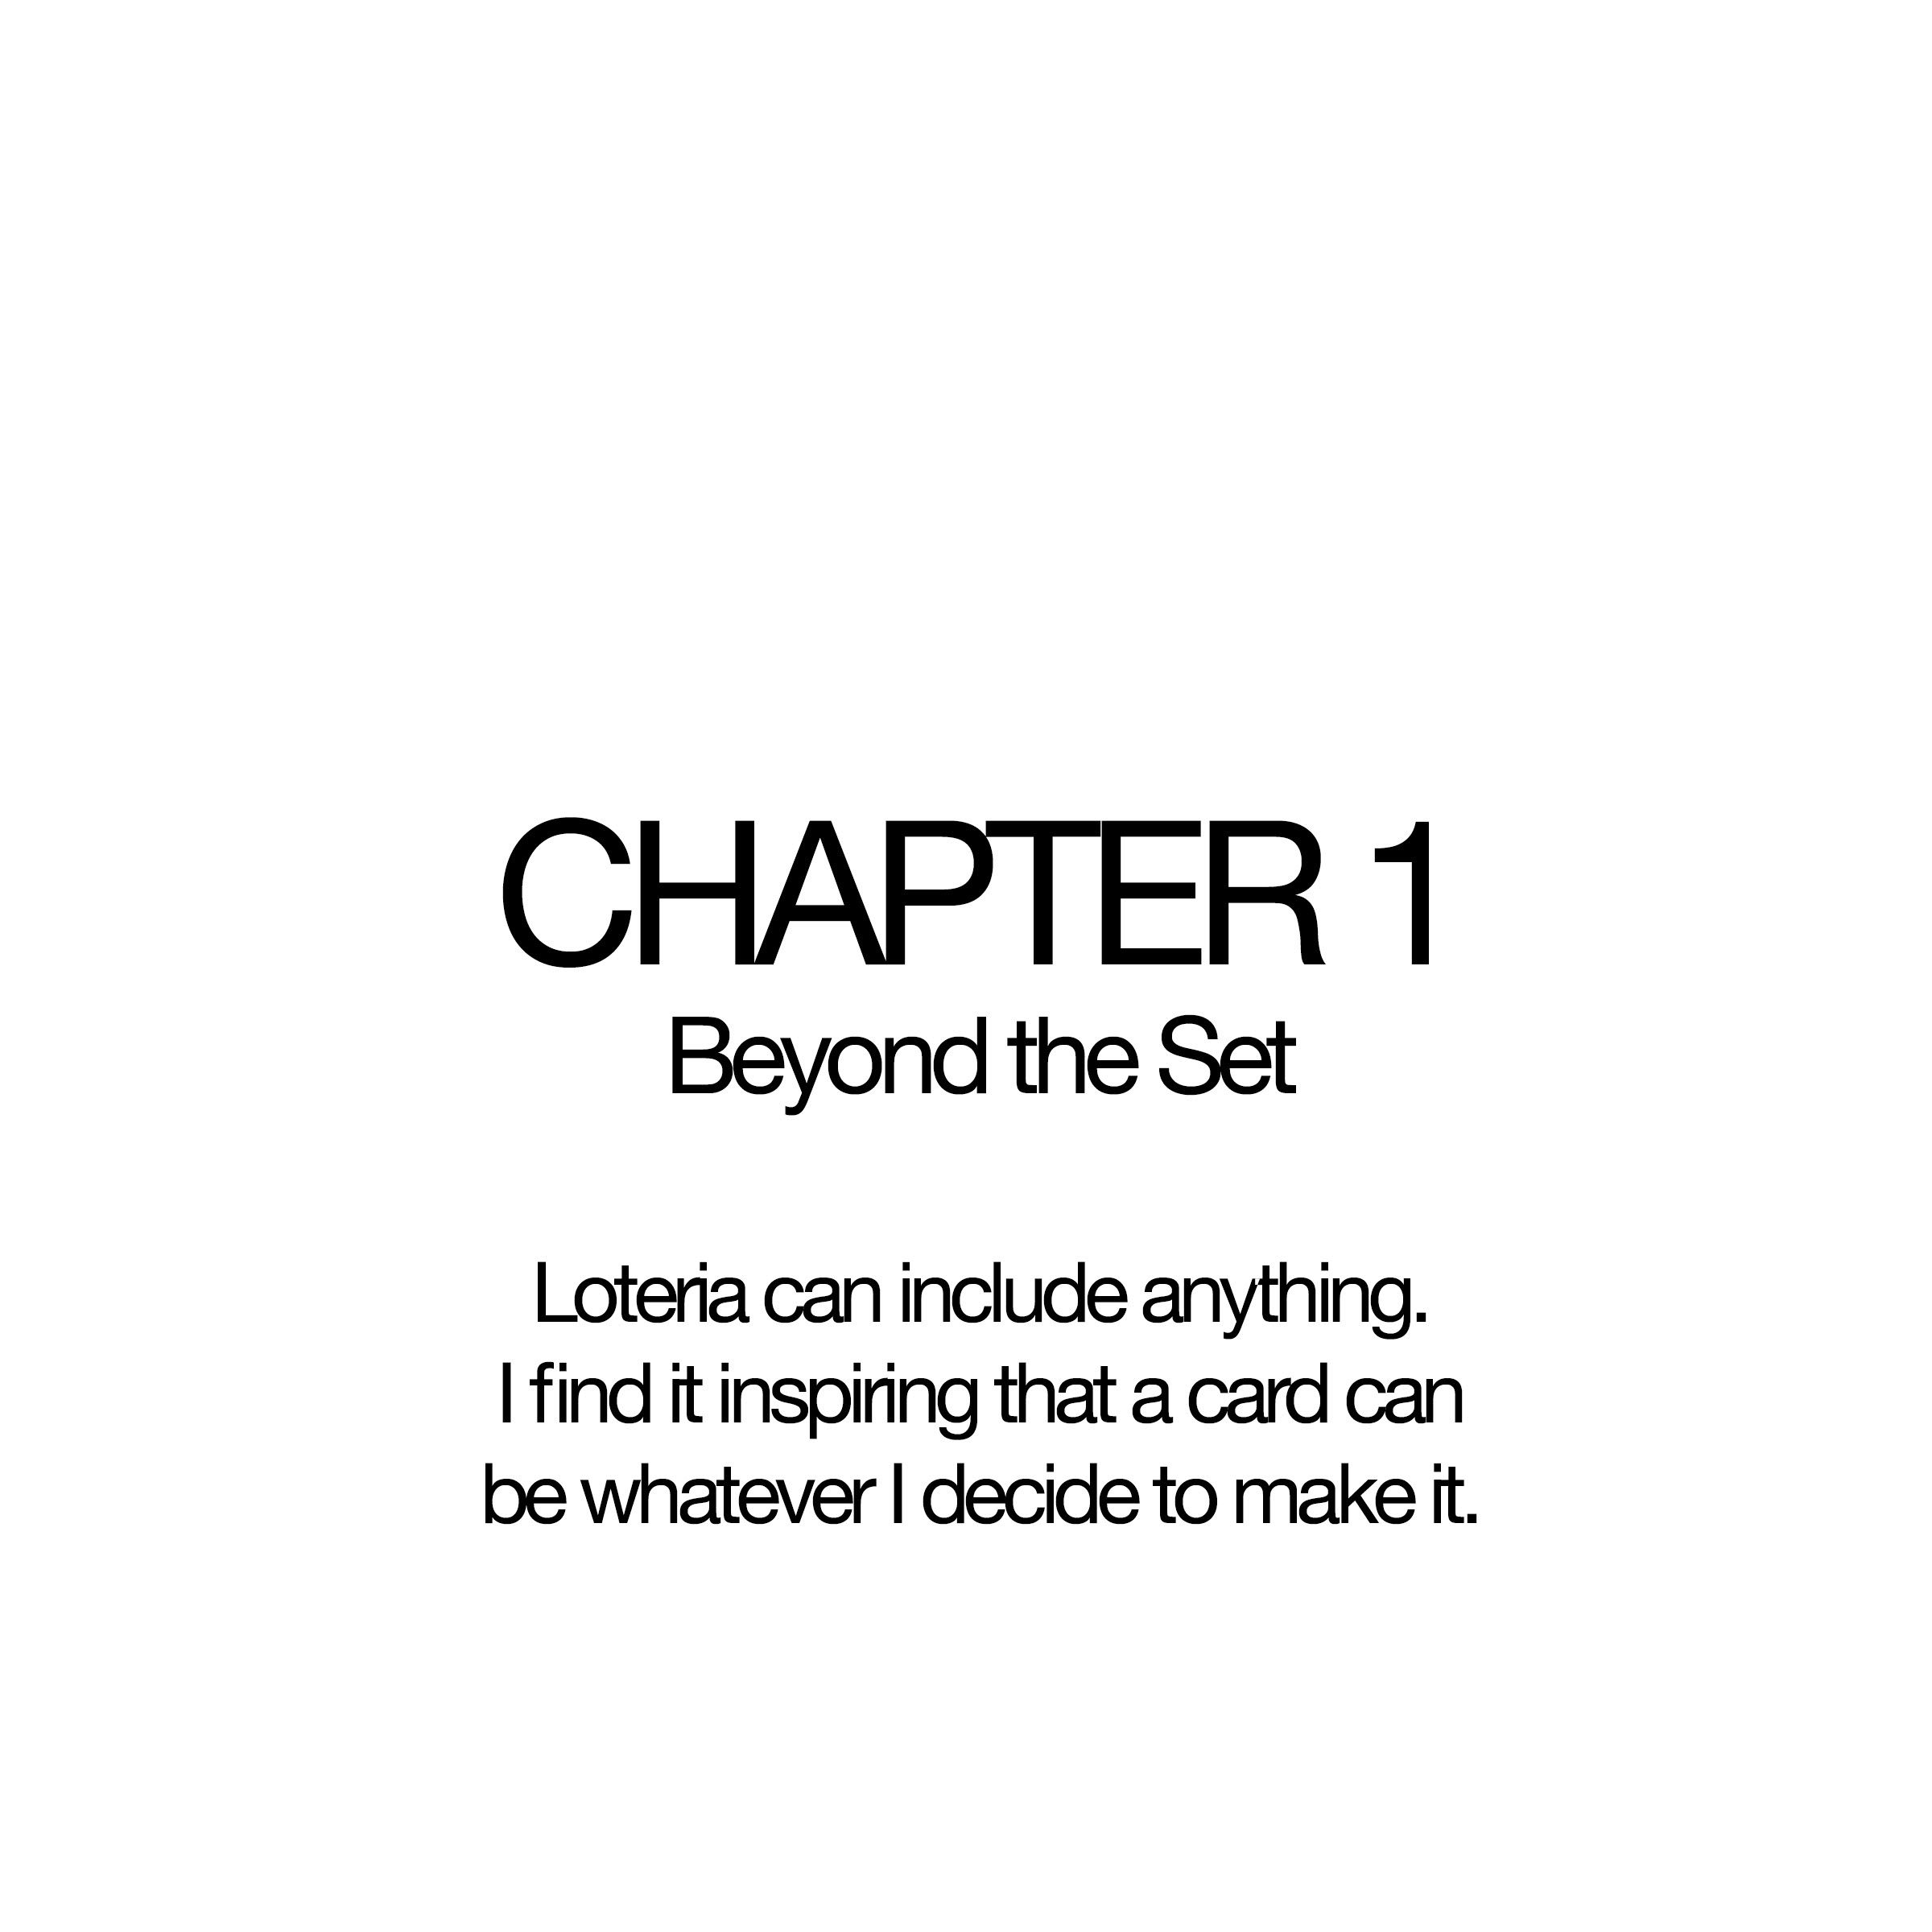 CHAPTER 1
Beyond the Set
Loteria can include anything.
I find it inspiring that a card can
be whatever I decide to make it.